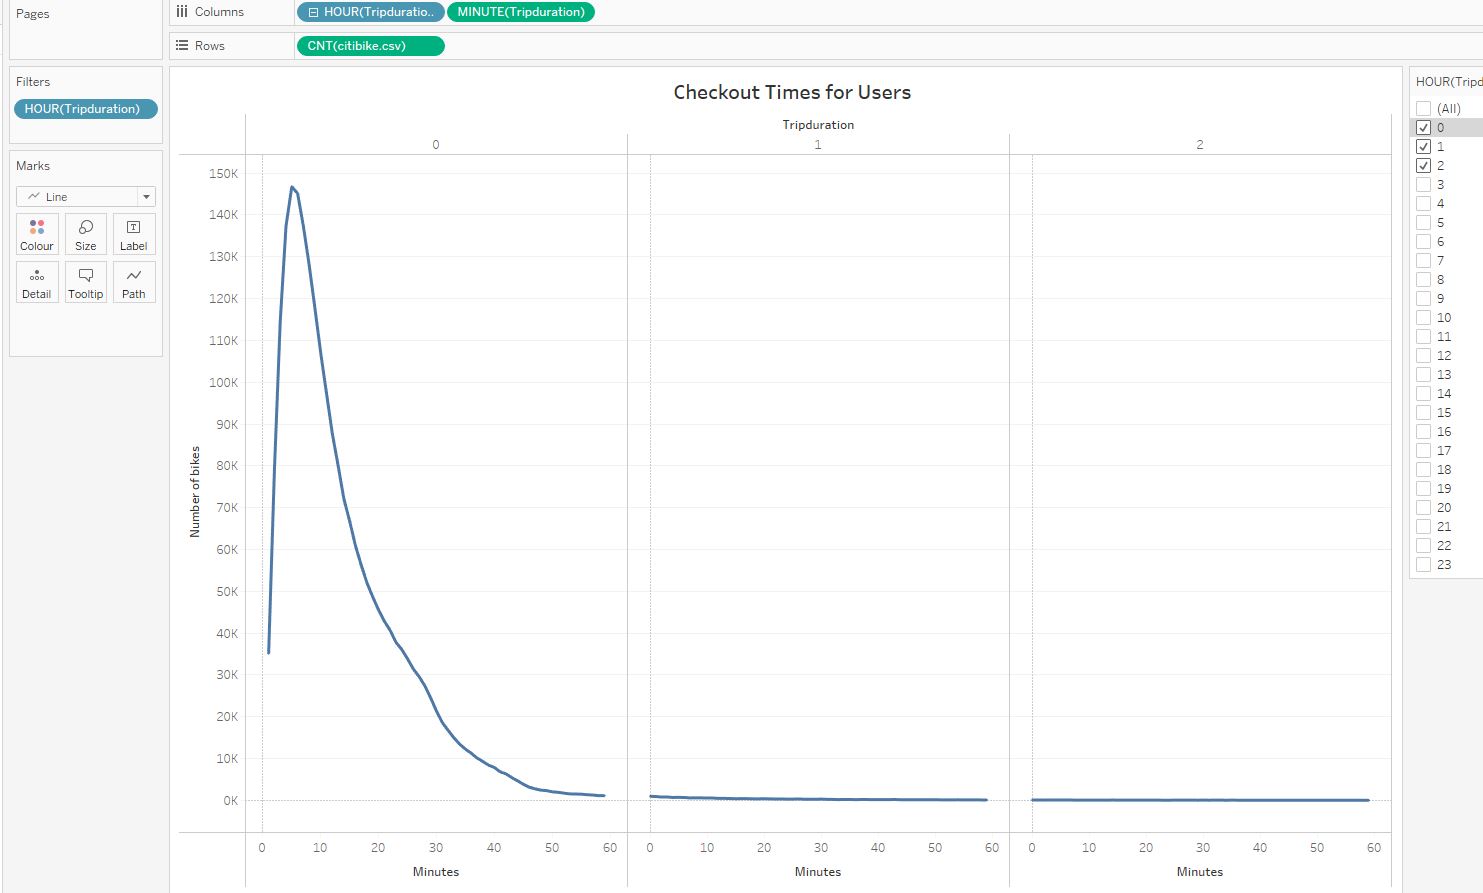 Pages
Columns
HOUR(Tripduratio..
MINUTE(Tripduration)
Rows
CNT(citibike.csv)
Filters
HOUR(Tripduration)
Marks
Line
Colour
Size
Label
Detail
Tooltip
Path
Checkout Times for Users
Tripduration
0
1
2
Number of bikes
150K
140K
130K
120K
110K
100K
90K
80K
70K
60K
50K
40K
30K
20K
10K
0K
0 10 20 30 40 50 60
0 10 20 30 40 50 60
0 10 20 30 40 50 60
Minutes
Minutes
Minutes
HOUR(Tripd
(All)
0
1
2
3
4
5
6
7
8
9
10
11
12
13
14
15
16
17
18
19
20
21
22
23